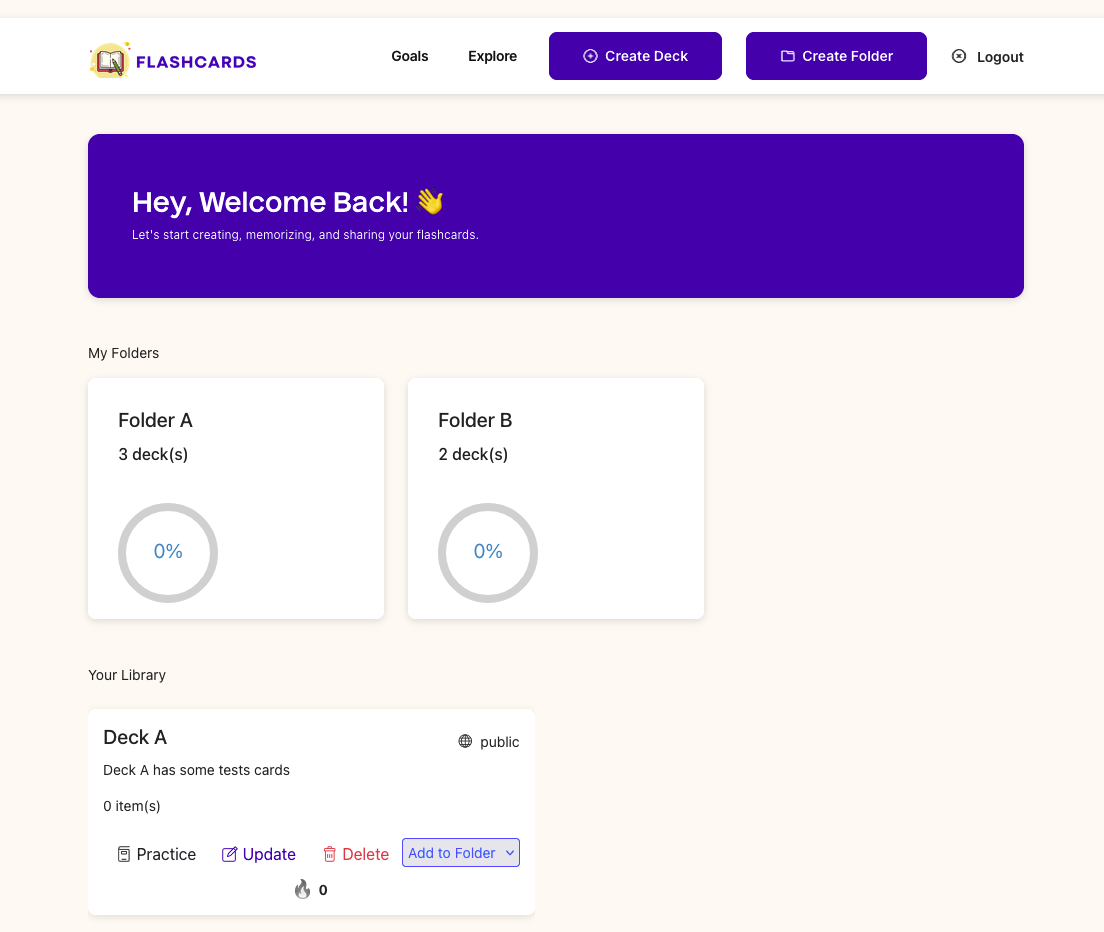 FLASHCARDS Goals Explore Create Deck Create Folder Logout
Hey, Welcome Back! 👋
Let's start creating, memorizing, and sharing your flashcards.
My Folders
Folder A
3 deck(s)
0%
Folder B
2 deck(s)
0%
Your Library
Deck A
public
Deck A has some tests cards
0 item(s)
Practice Update Delete Add to Folder
0